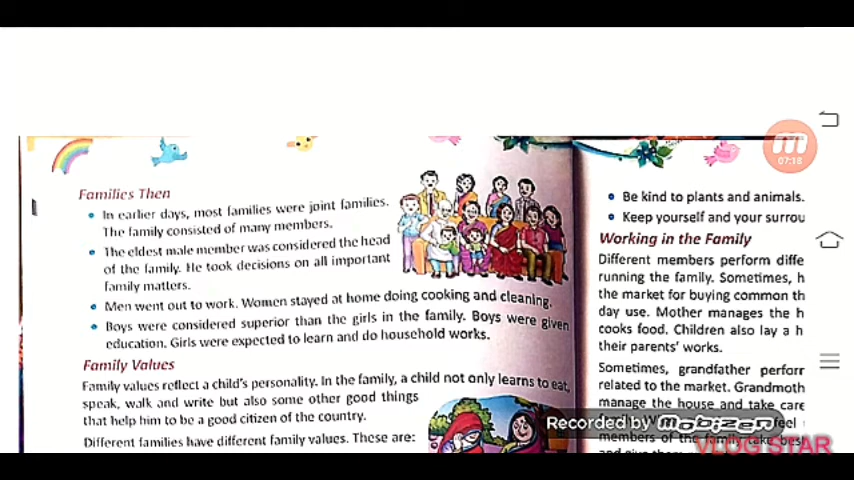 Families Then
In earlier days, most families were joint families.
The family consisted of many members.
The eldest male member was considered the head
of the family. He took decisions on all important
family matters.
Men went out to work. Women stayed at home doing cooking and cleaning.
Boys were considered superior than the girls in the family. Boys were given
education. Girls were expected to learn and do household works.
Family Values
Family values reflect a child's personality. In the family, a child not only learns to eat,
speak, walk and write but also some other good things
that help him to be a good citizen of the country.
Different families have different family values. These are:
Be kind to plants and animals.
Keep yourself and your surrou
Working in the Family
Different members perform diffe
running the family. Sometimes, h
the market for buying common th
day use. Mother manages the h
cooks food. Children also lay a h
their parents' works.
Sometimes, grandfather perforr
related to the market. Grandmoth
manage the house and take care
feel
members of the family take bes
07:18
Recorded by
mobizen
VLOG STAR